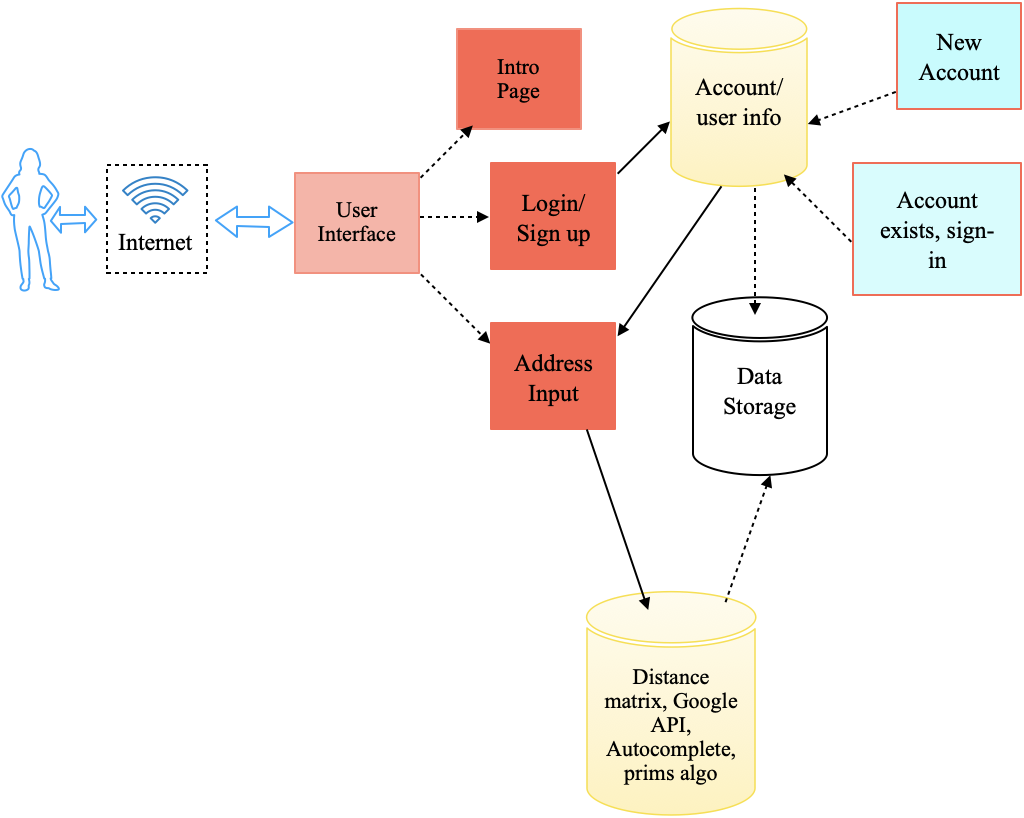 Intro
Page
Account/
user info
New
Account
Internet
User
Interface
Login/
Sign up
Account
exists, sign-
in
Address
Input
Data
Storage
Distance
matrix, Google
API,
Autocomplete,
prims algo